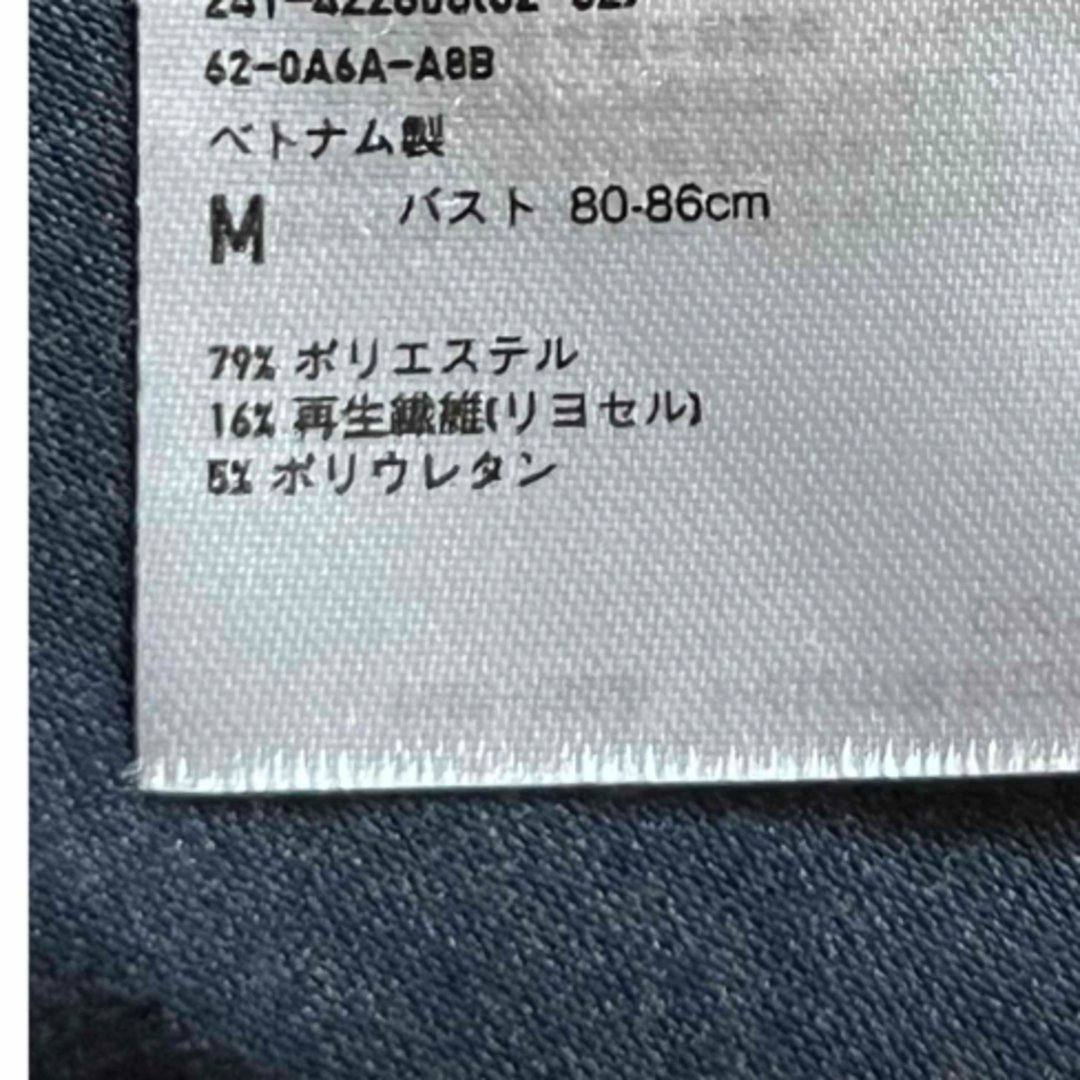 62-0A6A-A8B
ベトナム製
M バスト 80-86cm
79% ポリエステル
16% 再生繊維(リヨセル)
5% ポリウレタン